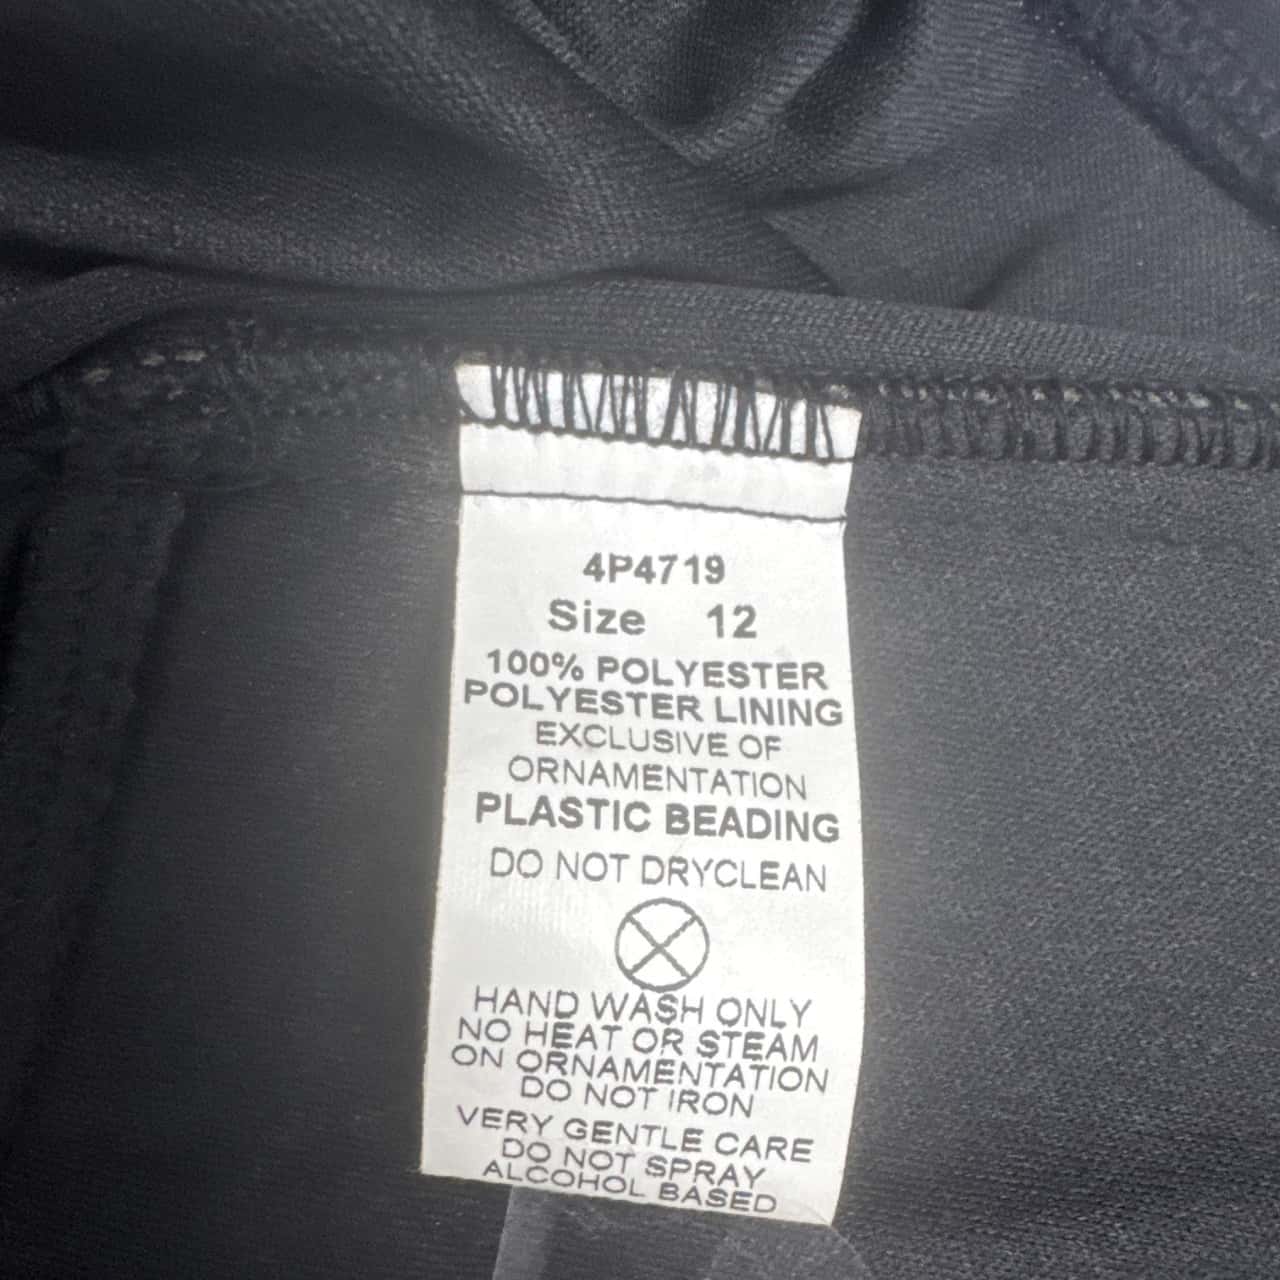 4P4719
Size 12
100% POLYESTER
POLYESTER LINING
EXCLUSIVE OF
ORNAMENTATION
PLASTIC BEADING
DO NOT DRYCLEAN
HAND WASH ONLY
NO HEAT OR STEAM
ON ORNAMENTATION
DO NOT IRON
VERY GENTLE CARE
DO NOT SPRAY
ALCOHOL BASED